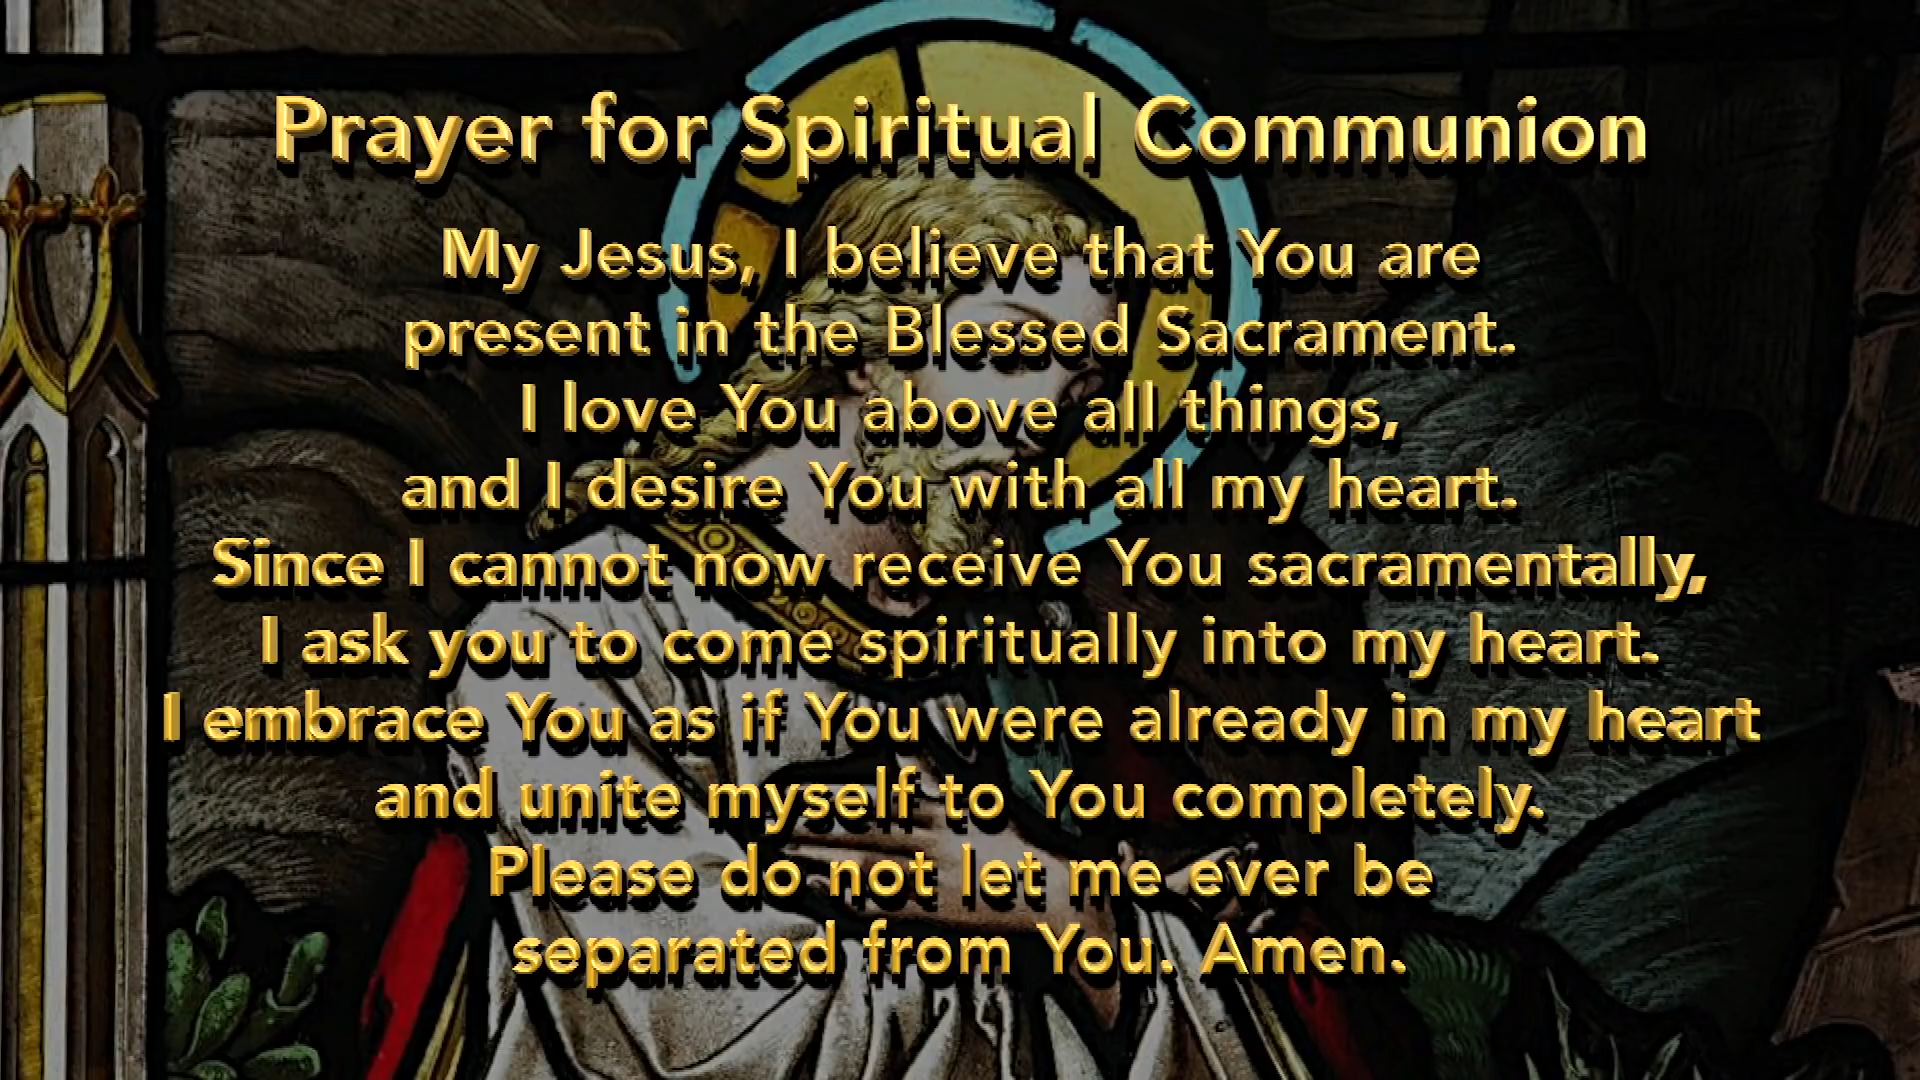 Prayer for Spiritual Communion
My Jesus, I believe that You are
present in the Blessed Sacrament.
I love You above all things,
and I desire You with all my heart.
Since I cannot now receive You sacramentally,
I ask you to come spiritually into my heart.
I embrace You as if You were already in my heart
and unite myself to You completely.
Please do not let me ever be
separated from You. Amen.